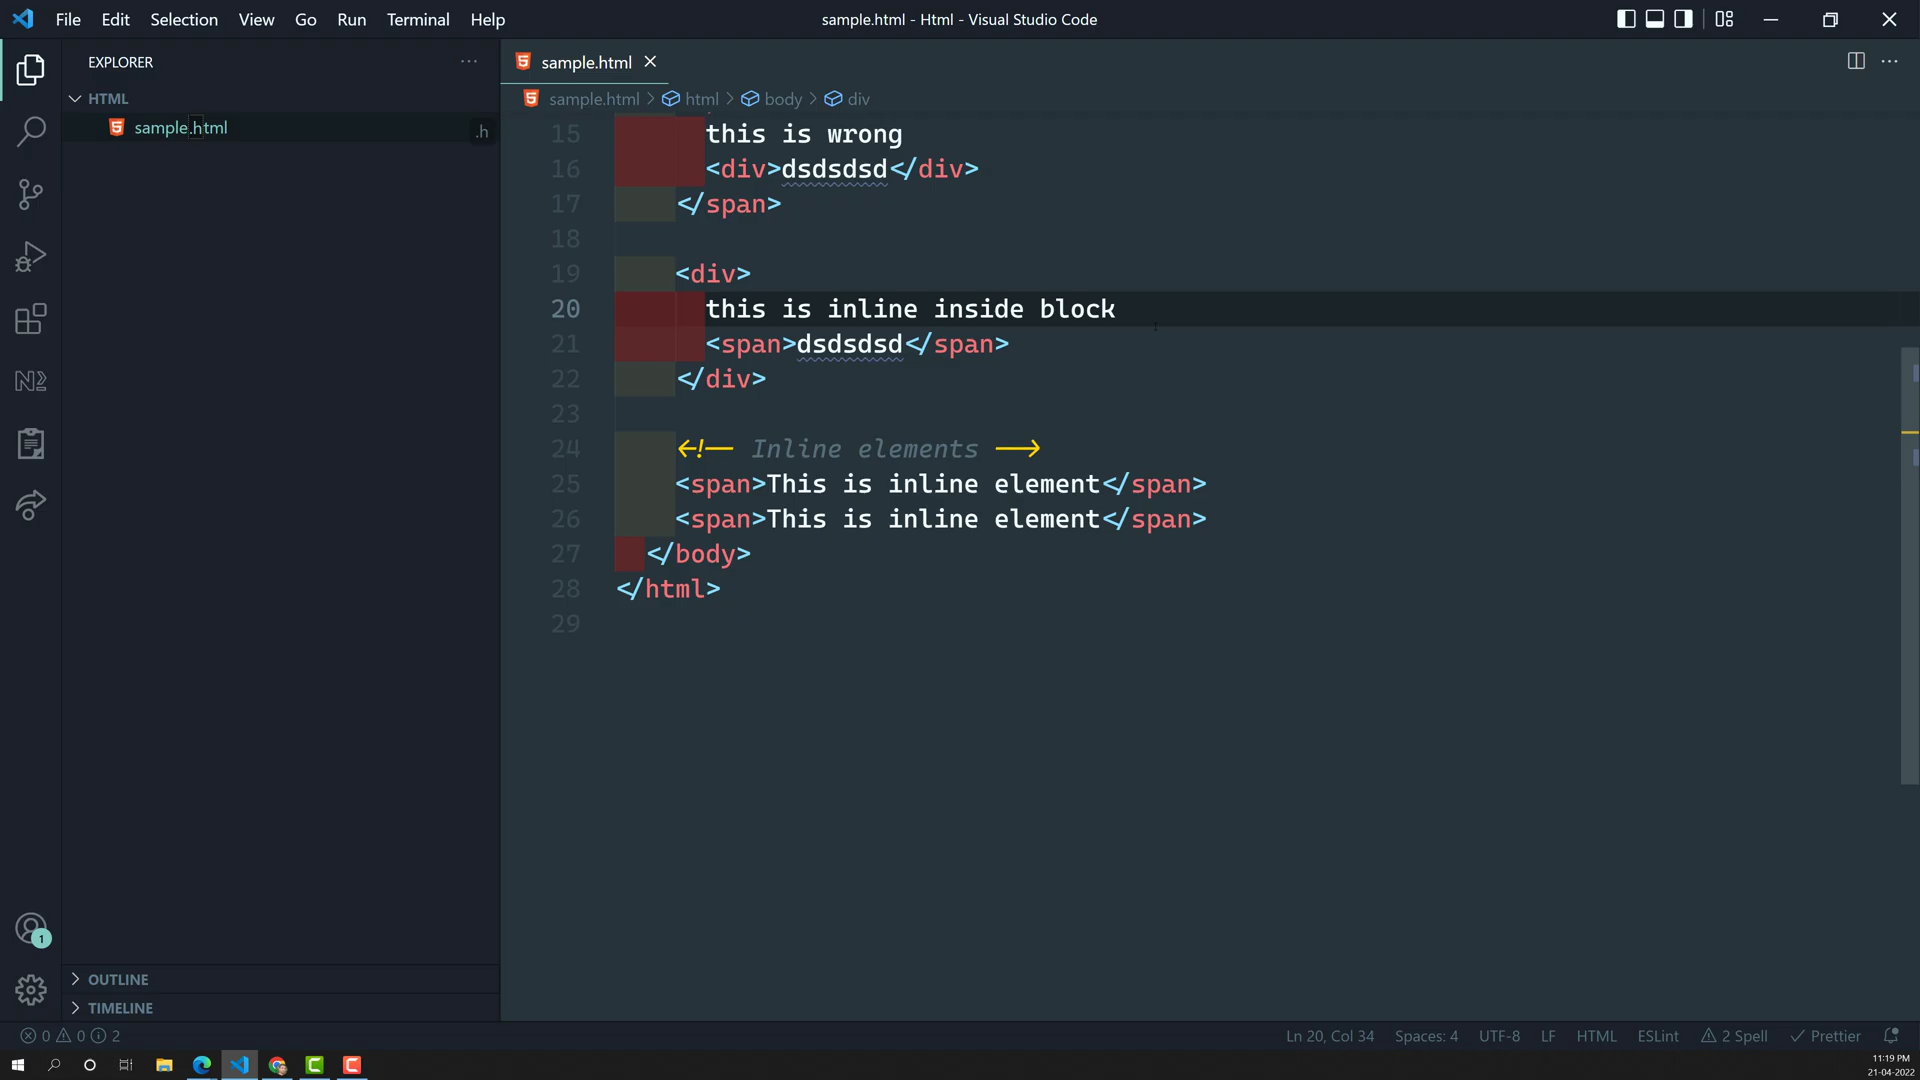 File Edit Selection View Go Run Terminal Help
sample.html - Html - Visual Studio Code
EXPLORER
HTML
sample.html
.h
sample.html
sample.html > html > body > div
15 this is wrong
16 <div>dsdsdsd</div>
17 </span>
18
19 <div>
20 this is inline inside block
21 <span>dsdsdsd</span>
22 </div>
23
24 <!-- Inline elements -->
25 <span>This is inline element</span>
26 <span>This is inline element</span>
27 </body>
28 </html>
29
1
OUTLINE
TIMELINE
0 0 2
Ln 20, Col 34 Spaces: 4 UTF-8 LF HTML ESLint 2 Spell Prettier
11:19 PM
21-04-2022